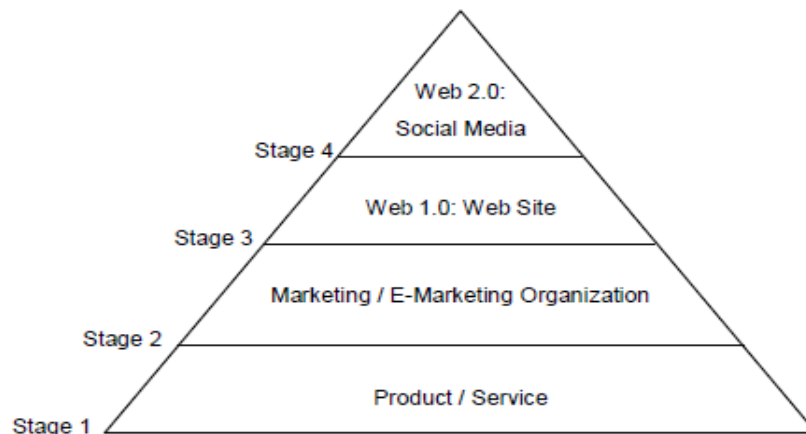 Web 2.0:
Social Media
Stage 4
Web 1.0: Web Site
Stage 3
Marketing / E-Marketing Organization
Stage 2
Product / Service
Stage 1